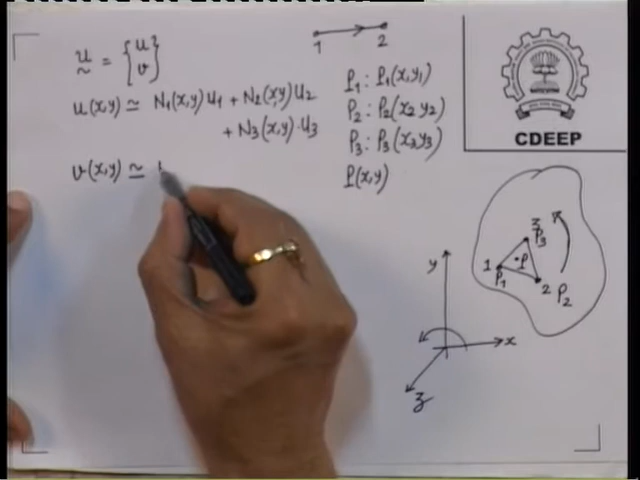 u = {u
v}
u(x,y) ≃ N1(x,y) u1 + N2(x,y) u2
+ N3(x,y)·u3
v(x,y) ≃
1 2
P1 : P1(x,y1)
P2 : P2(x2 y2)
P3 : P3(x3 y3)
P(x,y)
CDEEP
3
P3
1
P
P1
2
P2
y
x
z